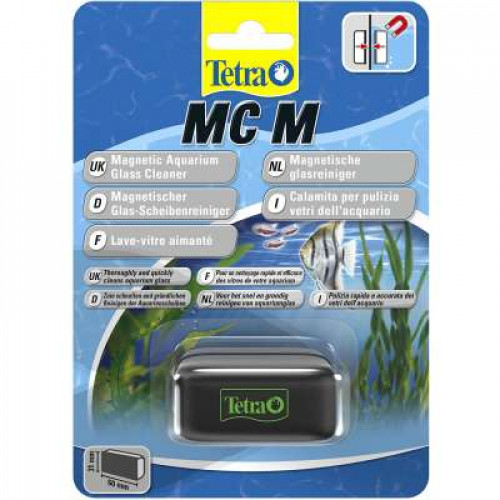 Tetra
MC M
UK Magnetic Aquarium
Glass Cleaner
NL Magnetische
glasreiniger
D Magnetischer
Glas-Scheibenreiniger
I Calamita per pulizia
vetri dell'acquario
F Lave-vitre aimanté
UK Thoroughly and quickly
cleans aquarium glass
F Pour un nettoyage rapide et efficace
des vitres de votre aquarium
D Zum schnellen und gründlichen
Reinigen der Aquarienscheiben
NL Voor het snel en grondig
reinigen van aquariumglas
I Pulizia rapida e accurata dei
vetri dell'acquario
Tetra
31 mm
60 mm